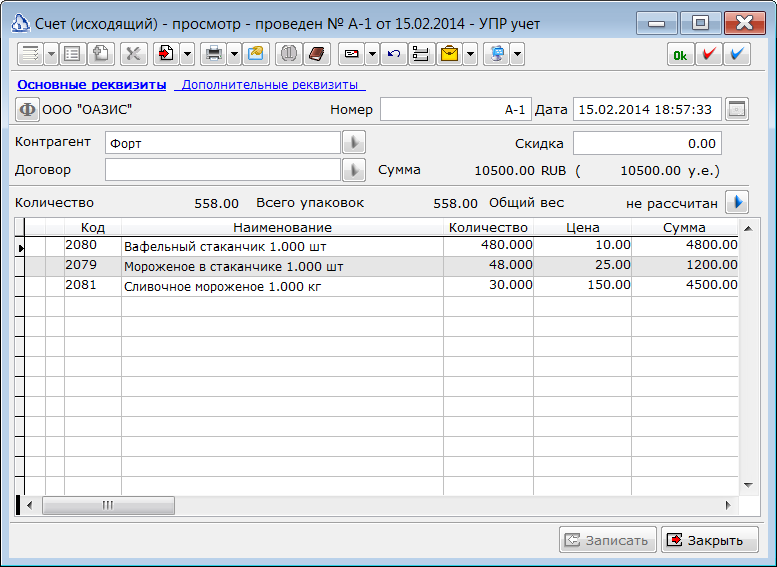 Счет (исходящий) - просмотр - проведен № А-1 от 15.02.2014 - УПР учет
Ok
Основные реквизиты Дополнительные реквизиты
Ф ООО "ОАЗИС" Номер А-1 Дата 15.02.2014 18:57:33
Контрагент Форт Скидка 0.00
Договор Сумма 10500.00 RUB ( 10500.00 у.е.)
Количество 558.00 Всего упаковок 558.00 Общий вес не рассчитан
Код Наименование Количество Цена Сумма
2080 Вафельный стаканчик 1.000 шт 480.000 10.00 4800.00
2079 Мороженое в стаканчике 1.000 шт 48.000 25.00 1200.00
2081 Сливочное мороженое 1.000 кг 30.000 150.00 4500.00
Записать Закрыть